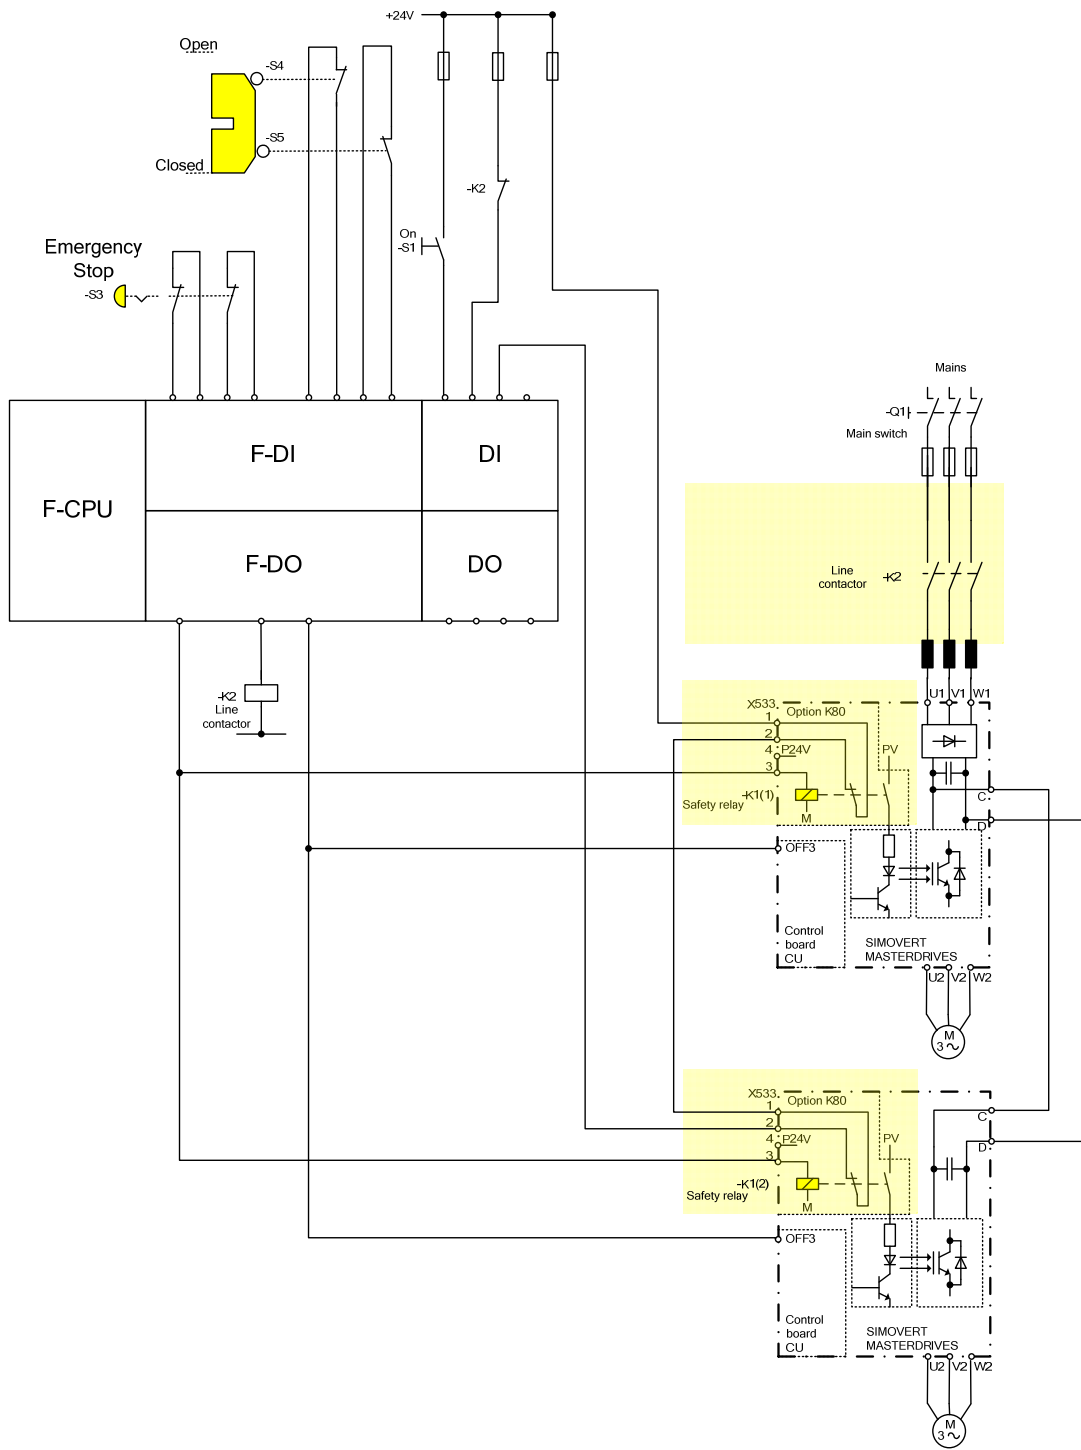 +24V
Open
-S4
-S5
Closed
-K2
On
-S1
Emergency
Stop
-S3
Mains
-Q1
Main switch
F-DI
DI
F-CPU
F-DO
DO
Line
contactor
-K2
-K2
Line
contactor
U1
V1
W1
X533
1
Option K80
2
4
P24V
PV
3
-K1(1)
Safety relay
M
C
D
OFF3
Control
board
CU
SIMOVERT
MASTERDRIVES
U2
V2
W2
M
3
X533
1
Option K80
2
4
P24V
PV
3
-K1(2)
Safety relay
M
C
D
OFF3
Control
board
CU
SIMOVERT
MASTERDRIVES
U2
V2
W2
M
3